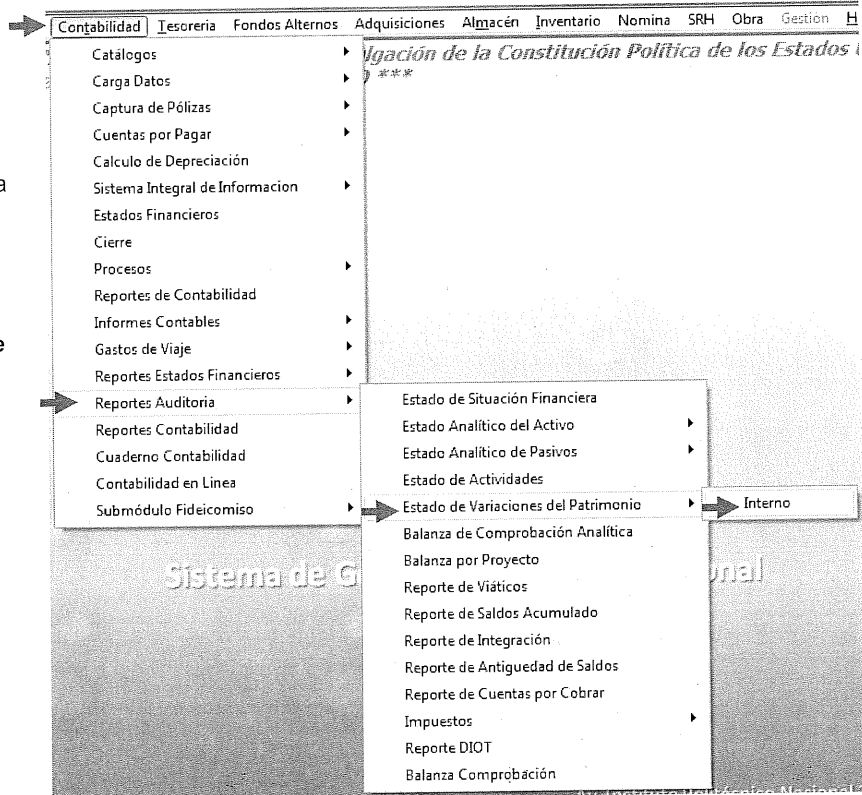 Contabilidad Tesoreria Fondos Alternos Adquisiciones Almacén Inventario Nomina SRH Obra Gestión H
lgación de la Constitución Política de los Estados
***
Catálogos
Carga Datos
Captura de Pólizas
Cuentas por Pagar
Calculo de Depreciación
a
Sistema Integral de Informacion
Estados Financieros
Cierre
Procesos
Reportes de Contabilidad
Informes Contables
e
Gastos de Viaje
Reportes Estados Financieros
Reportes Auditoria
Reportes Contabilidad
Cuaderno Contabilidad
Contabilidad en Linea
Submódulo Fideicomiso
Estado de Situación Financiera
Estado Analítico del Activo
Estado Analítico de Pasivos
Estado de Actividades
Estado de Variaciones del Patrimonio
Interno
Balanza de Comprobación Analítica
Balanza por Proyecto
Reporte de Viáticos
Reporte de Saldos Acumulado
Reporte de Integración
Reporte de Antiguedad de Saldos
Reporte de Cuentas por Cobrar
Impuestos
Reporte DIOT
Balanza Comprobación
Sistema de G
onal